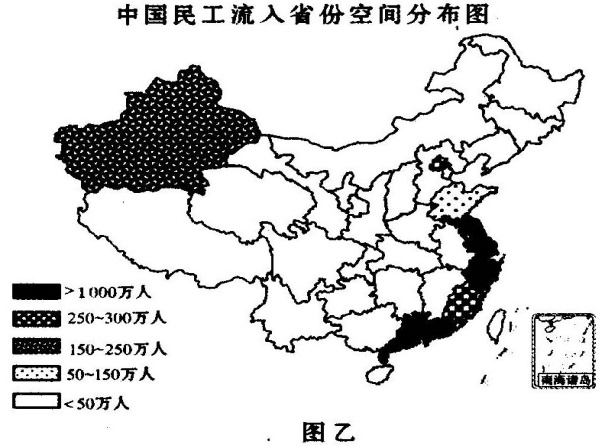 中国民工流入省份空间分布图
>1000万人
250~300万人
150~250万人
50~150万人
<50万人
南海诸岛
图乙